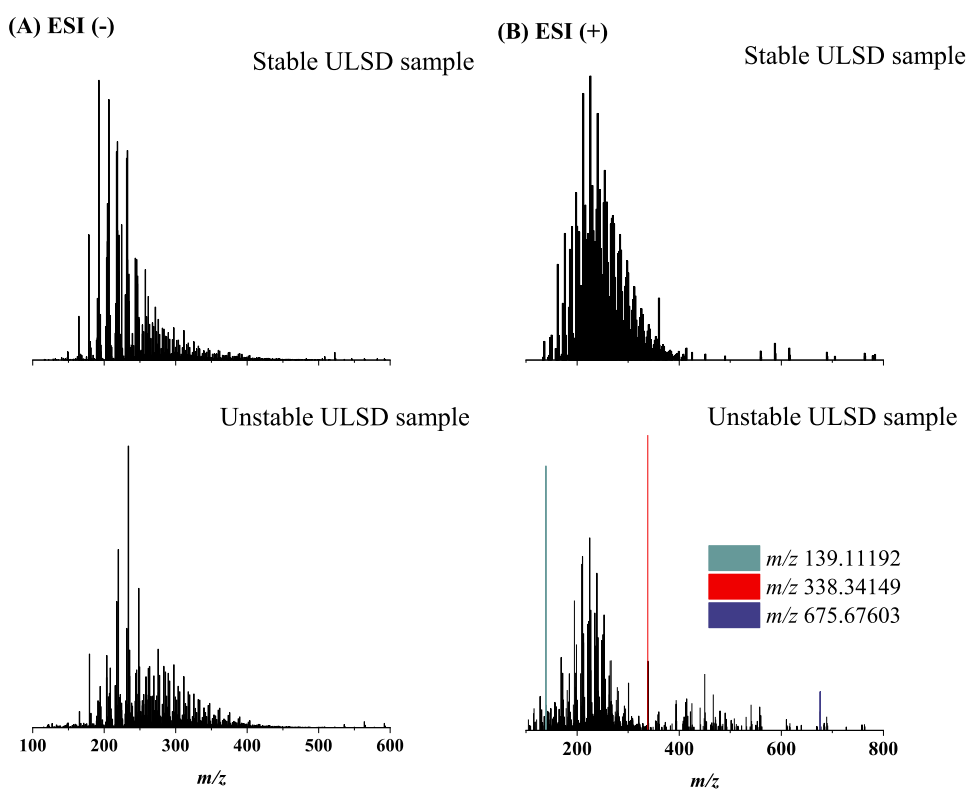 (A) ESI (-)
Stable ULSD sample
(B) ESI (+)
Stable ULSD sample
Unstable ULSD sample
100 200 300 400 500 600
m/z
Unstable ULSD sample
m/z 139.11192
m/z 338.34149
m/z 675.67603
200 400 600 800
m/z